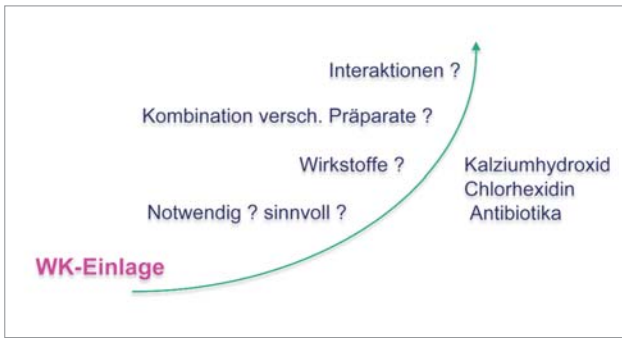 Interaktionen ?
Kombination versch. Präparate ?
Wirkstoffe ?
Kalziumhydroxid
Chlorhexidin
Antibiotika
Notwendig ? sinnvoll ?
WK-Einlage